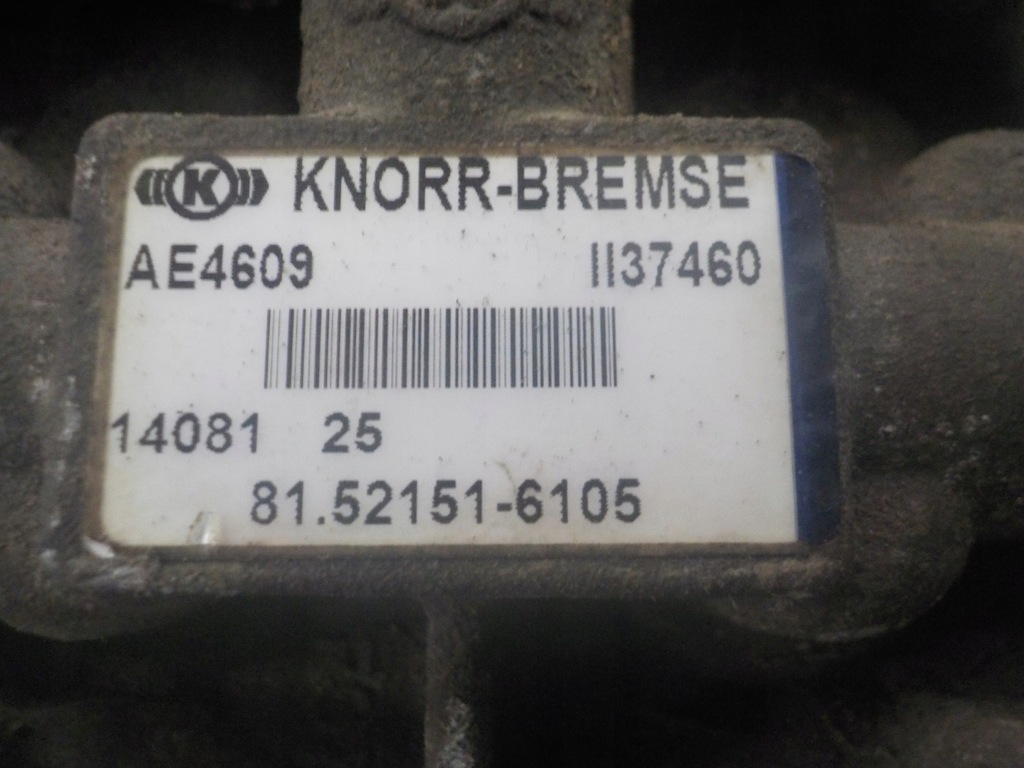 K KNORR-BREMSE
AE4609 II37460
14081 25
81.52151-6105